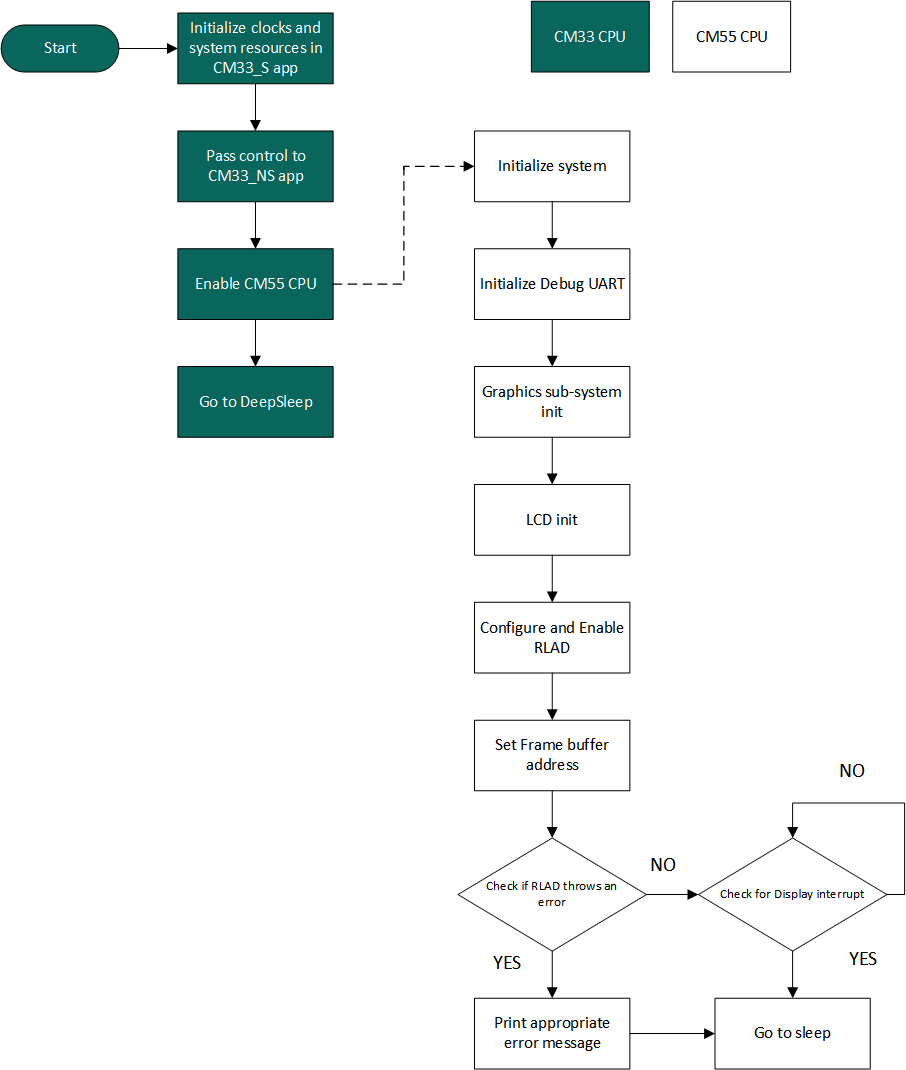 Start
Initialize clocks and
system resources in
CM33_S app
CM33 CPU
CM55 CPU
Pass control to
CM33_NS app
Enable CM55 CPU
Go to DeepSleep
Initialize system
Initialize Debug UART
Graphics sub-system
init
LCD init
Configure and Enable
RLAD
Set Frame buffer
address
Check if RLAD throws an
error
NO
Check for Display interrupt
NO
YES
YES
Print appropriate
error message
Go to sleep